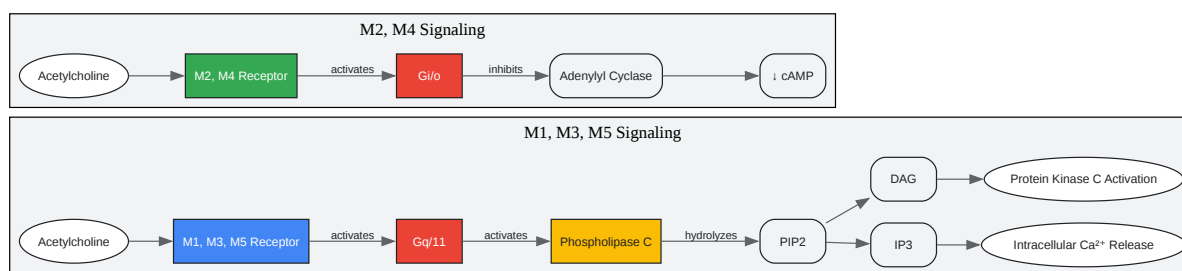 M2, M4 Signaling
Acetylcholine
M2, M4 Receptor
activates
Gi/o
inhibits
Adenylyl Cyclase
↓ cAMP
M1, M3, M5 Signaling
Acetylcholine
M1, M3, M5 Receptor
activates
Gq/11
activates
Phospholipase C
hydrolyzes
PIP2
DAG
Protein Kinase C Activation
IP3
Intracellular Ca²⁺ Release